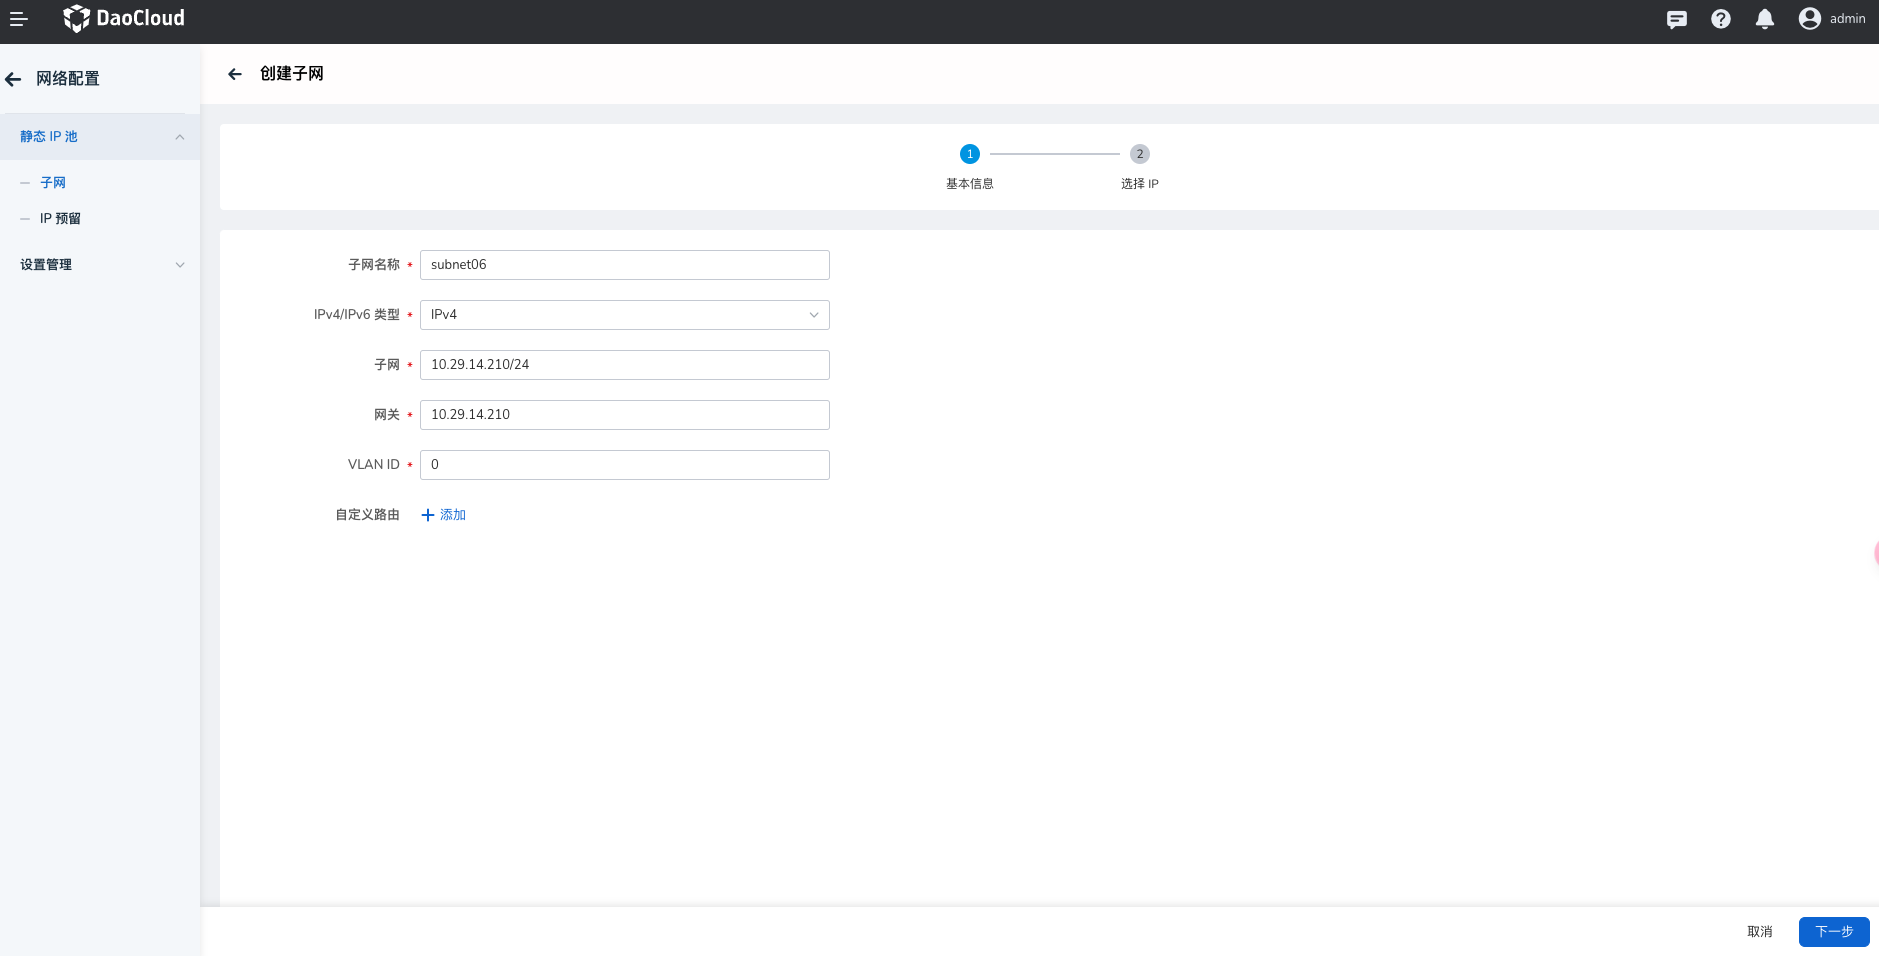 DaoCloud
admin
网络配置
创建子网
静态 IP 池
子网
IP 预留
设置管理
1
2
基本信息
选择 IP
子网名称 * subnet06
IPv4/IPv6 类型 * IPv4
子网 * 10.29.14.210/24
网关 * 10.29.14.210
VLAN ID * 0
自定义路由 + 添加
取消
下一步